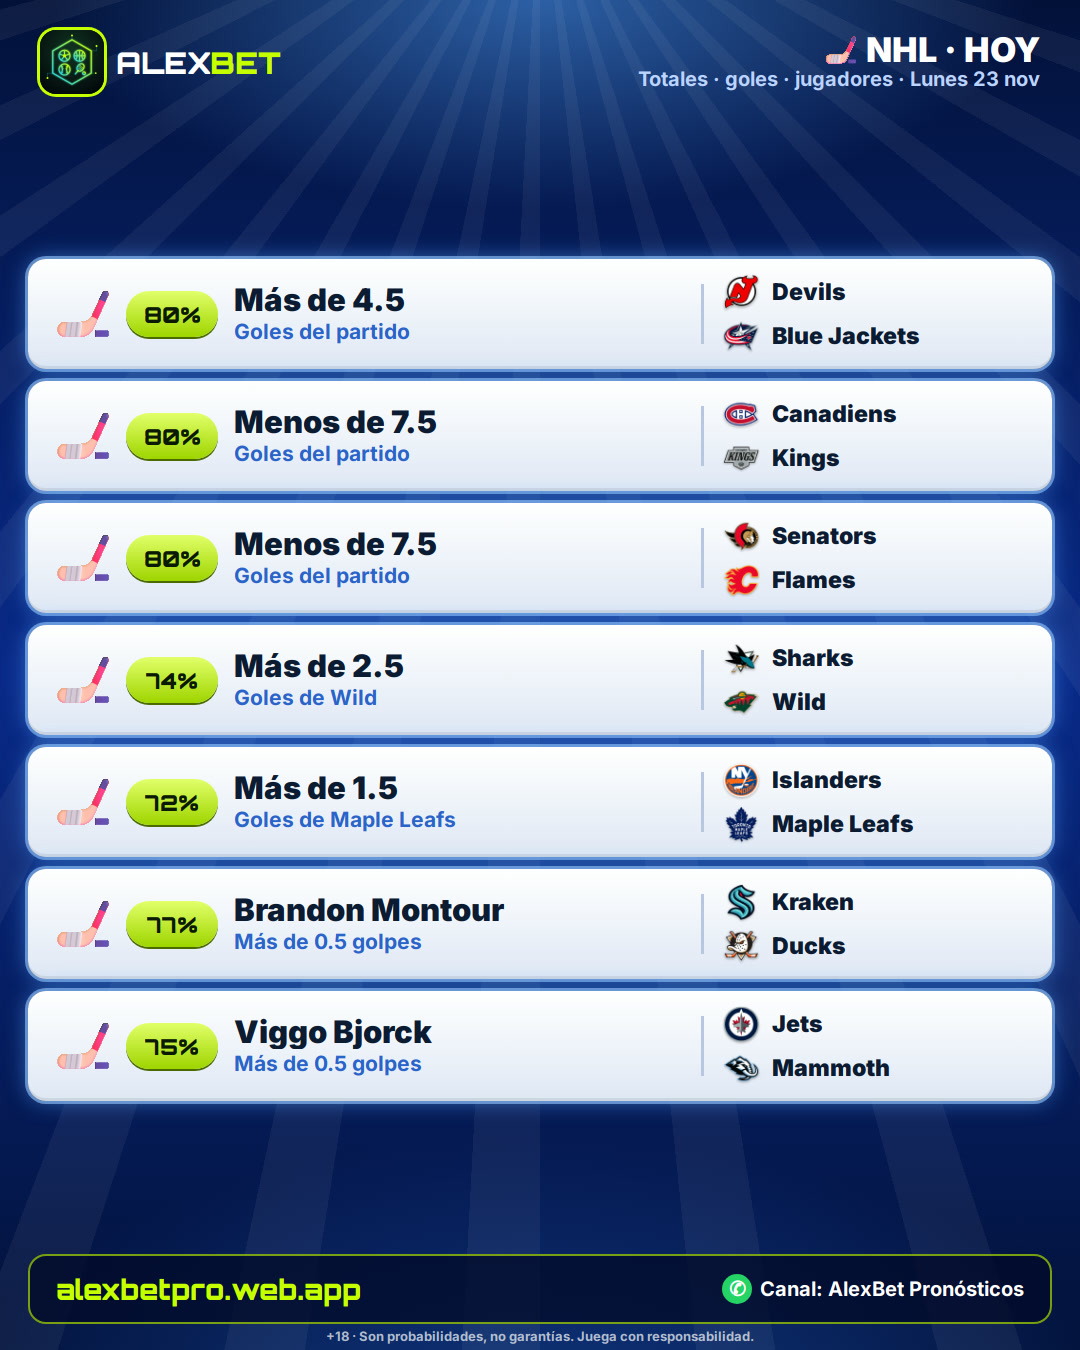 ALEXBET
NHL · HOY
Totales · goles · jugadores · Lunes 23 nov
80%
Más de 4.5
Goles del partido
Devils
Blue Jackets
80%
Menos de 7.5
Goles del partido
Canadiens
KINGS
Kings
80%
Menos de 7.5
Goles del partido
Senators
Flames
74%
Más de 2.5
Goles de Wild
Sharks
Wild
72%
Más de 1.5
Goles de Maple Leafs
NY
Islanders
TORONTO MAPLE LEAFS
Maple Leafs
77%
Brandon Montour
Más de 0.5 golpes
Kraken
Ducks
75%
Viggo Bjorck
Más de 0.5 golpes
Jets
Mammoth
alexbetpro.web.app
Canal: AlexBet Pronósticos
+18 · Son probabilidades, no garantías. Juega con responsabilidad.